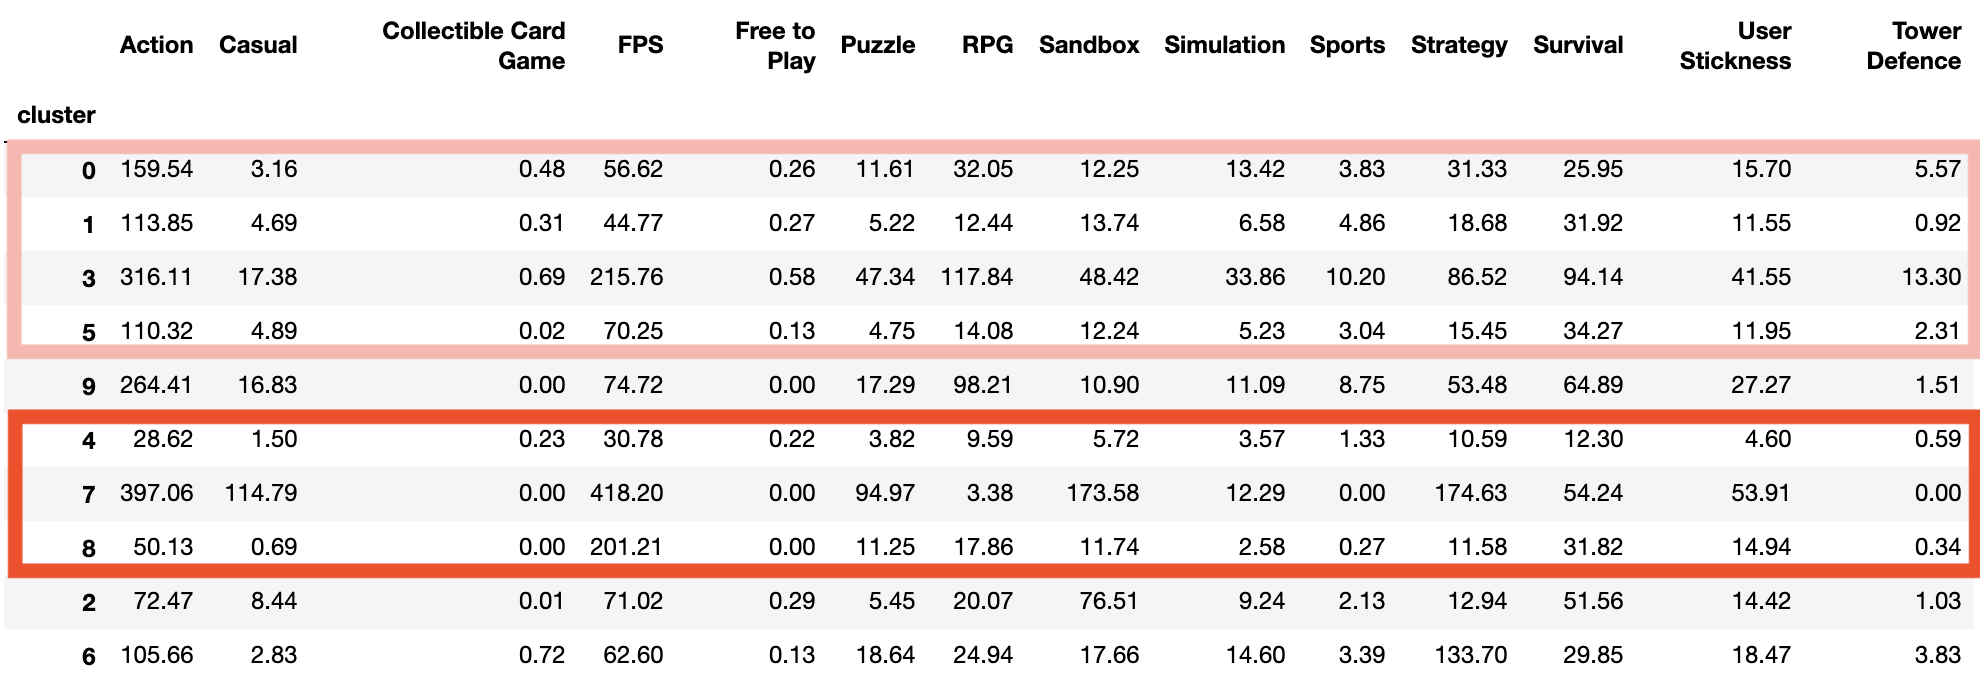 Action Casual Collectible Card Game FPS Free to Play Puzzle RPG Sandbox Simulation Sports Strategy Survival User Stickness Tower Defence
cluster
0 159.54 3.16 0.48 56.62 0.26 11.61 32.05 12.25 13.42 3.83 31.33 25.95 15.70 5.57
1 113.85 4.69 0.31 44.77 0.27 5.22 12.44 13.74 6.58 4.86 18.68 31.92 11.55 0.92
3 316.11 17.38 0.69 215.76 0.58 47.34 117.84 48.42 33.86 10.20 86.52 94.14 41.55 13.30
5 110.32 4.89 0.02 70.25 0.13 4.75 14.08 12.24 5.23 3.04 15.45 34.27 11.95 2.31
9 264.41 16.83 0.00 74.72 0.00 17.29 98.21 10.90 11.09 8.75 53.48 64.89 27.27 1.51
4 28.62 1.50 0.23 30.78 0.22 3.82 9.59 5.72 3.57 1.33 10.59 12.30 4.60 0.59
7 397.06 114.79 0.00 418.20 0.00 94.97 3.38 173.58 12.29 0.00 174.63 54.24 53.91 0.00
8 50.13 0.69 0.00 201.21 0.00 11.25 17.86 11.74 2.58 0.27 11.58 31.82 14.94 0.34
2 72.47 8.44 0.01 71.02 0.29 5.45 20.07 76.51 9.24 2.13 12.94 51.56 14.42 1.03
6 105.66 2.83 0.72 62.60 0.13 18.64 24.94 17.66 14.60 3.39 133.70 29.85 18.47 3.83